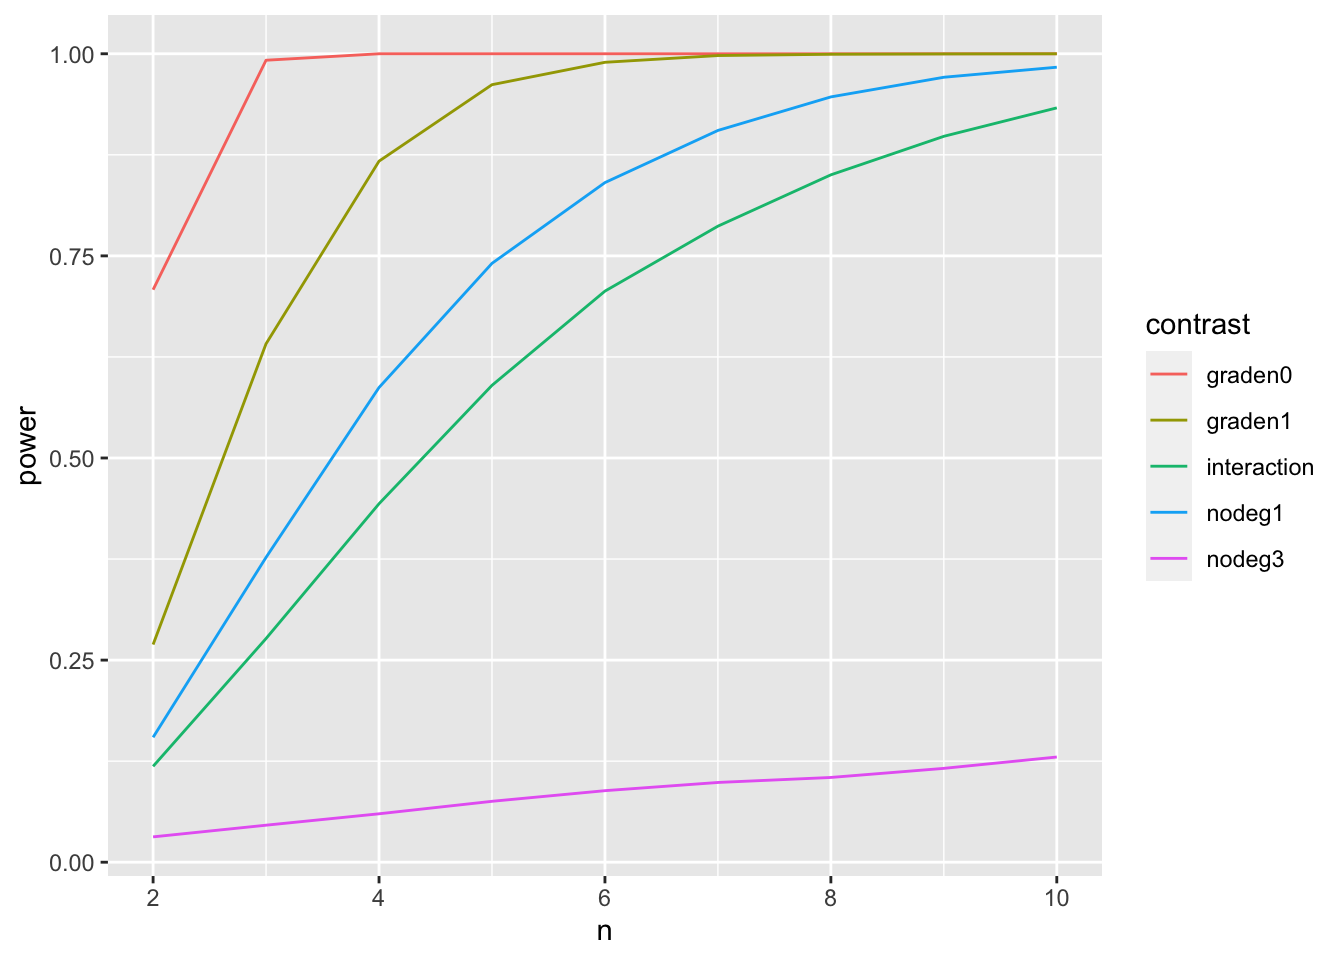 1.00
0.75
0.50
0.25
0.00
power
2 4 6 8 10
n
contrast
graden0
graden1
interaction
nodeg1
nodeg3